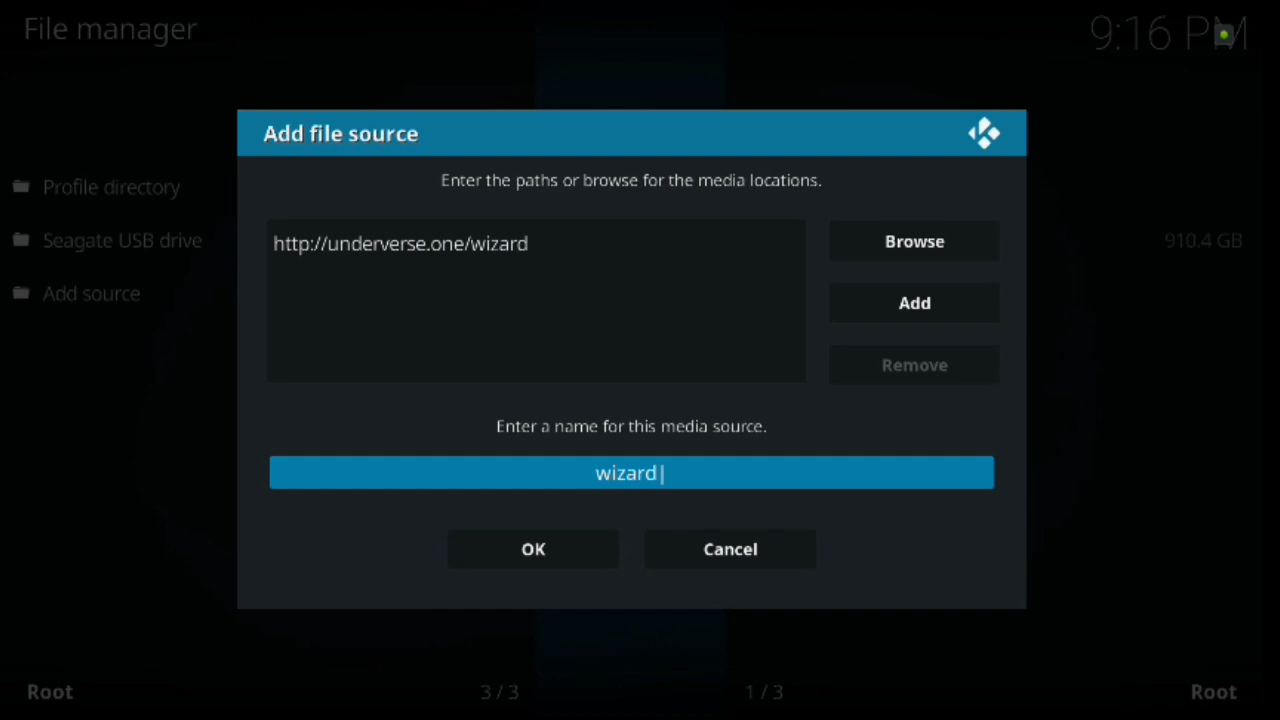 File manager
9:16 PM
Add file source
Enter the paths or browse for the media locations.
Profile directory
http://underverse.one/wizard
Browse
Seagate USB drive
910.4 GB
Add source
Add
Remove
Enter a name for this media source.
wizard|
OK
Cancel
Root
3 / 3
1 / 3
Root